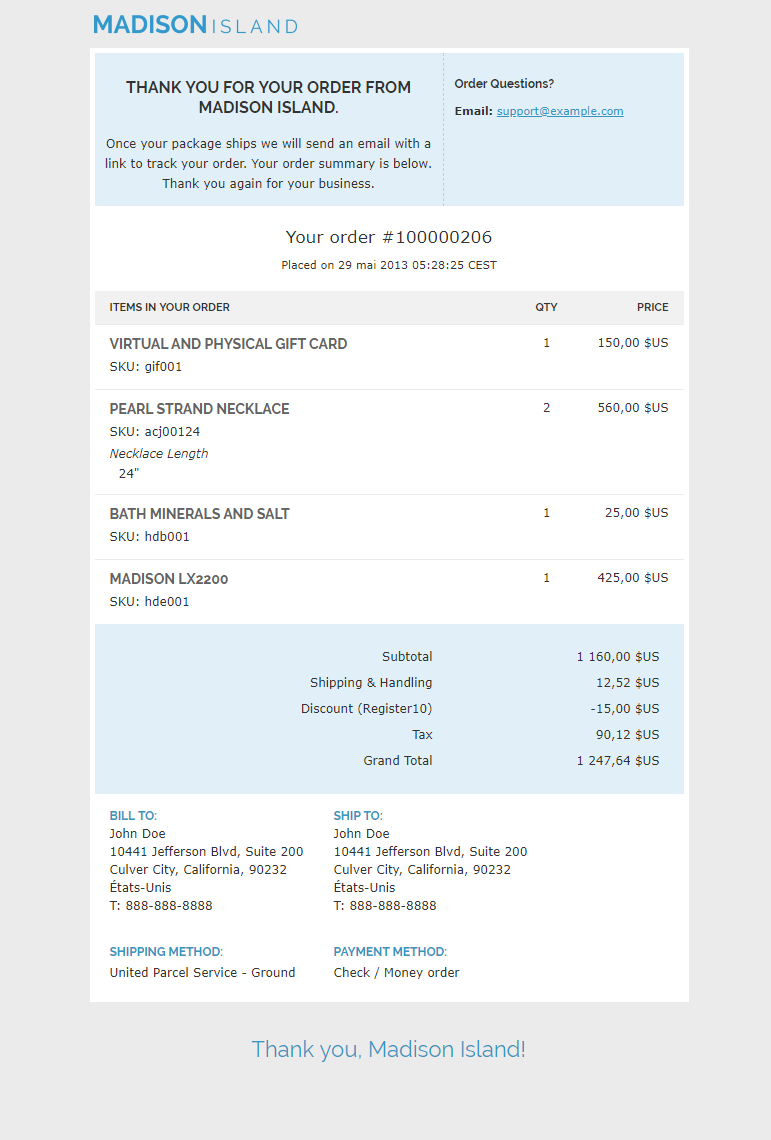 MADISON ISLAND
THANK YOU FOR YOUR ORDER FROM
MADISON ISLAND.
Once your package ships we will send an email with a
link to track your order. Your order summary is below.
Thank you again for your business.
Order Questions?
Email: support@example.com
Your order #100000206
Placed on 29 mai 2013 05:28:25 CEST
ITEMS IN YOUR ORDER QTY PRICE
VIRTUAL AND PHYSICAL GIFT CARD 1 150,00 $US
SKU: gif001
PEARL STRAND NECKLACE 2 560,00 $US
SKU: acj00124
Necklace Length
24"
BATH MINERALS AND SALT 1 25,00 $US
SKU: hdb001
MADISON LX2200 1 425,00 $US
SKU: hde001
Subtotal 1 160,00 $US
Shipping & Handling 12,52 $US
Discount (Register10) -15,00 $US
Tax 90,12 $US
Grand Total 1 247,64 $US
BILL TO:
John Doe
10441 Jefferson Blvd, Suite 200
Culver City, California, 90232
États-Unis
T: 888-888-8888
SHIP TO:
John Doe
10441 Jefferson Blvd, Suite 200
Culver City, California, 90232
États-Unis
T: 888-888-8888
SHIPPING METHOD:
United Parcel Service - Ground
PAYMENT METHOD:
Check / Money order
Thank you, Madison Island!